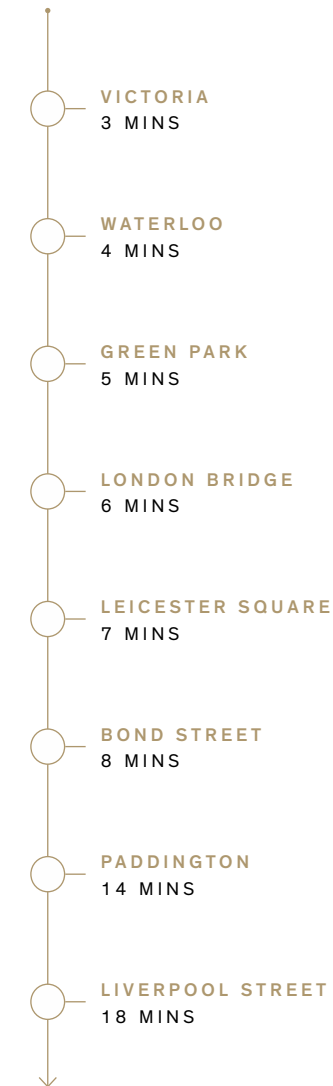 VICTORIA
3 MINS
WATERLOO
4 MINS
GREEN PARK
5 MINS
LONDON BRIDGE
6 MINS
LEICESTER SQUARE
7 MINS
BOND STREET
8 MINS
PADDINGTON
14 MINS
LIVERPOOL STREET
18 MINS